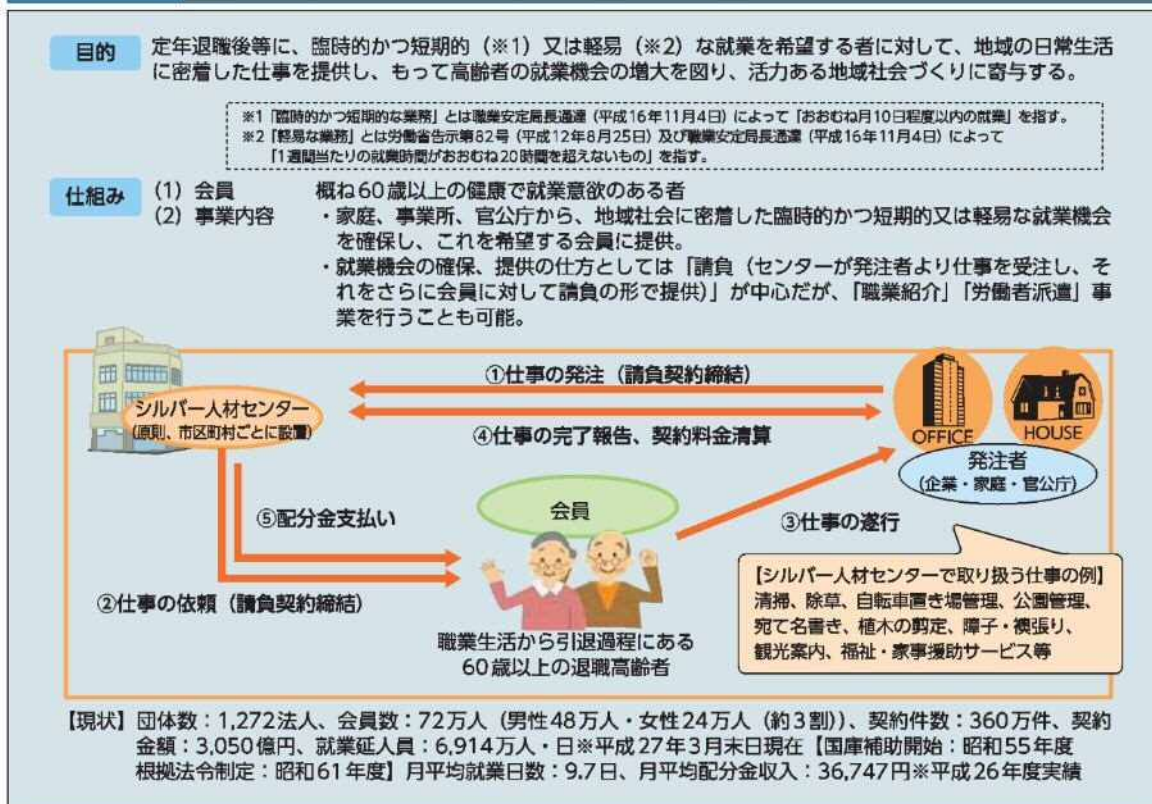 目的
定年退職後等に、臨時的かつ短期的（※1）又は軽易（※2）な就業を希望する者に対して、地域の日常生活
に密着した仕事を提供し、もって高齢者の就業機会の増大を図り、活力ある地域社会づくりに寄与する。
※1「臨時的かつ短期的な業務」とは職業安定局長通達（平成16年11月4日）によって「おおむね月10日程度以内の就業」を指す。
※2「軽易な業務」とは労働省告示第82号（平成12年8月25日）及び職業安定局長通達（平成16年11月4日）によって
「1週間当たりの就業時間がおおむね20時間を超えないもの」を指す。
仕組み
(1) 会員 概ね60歳以上の健康で就業意欲のある者
(2) 事業内容 ・家庭、事業所、官公庁から、地域社会に密着した臨時的かつ短期的又は軽易な就業機会
を確保し、これを希望する会員に提供。
・就業機会の確保、提供の仕方としては「請負（センターが発注者より仕事を受注し、そ
れをさらに会員に対して請負の形で提供）」が中心だが、「職業紹介」「労働者派遣」事
業を行うことも可能。
①仕事の発注（請負契約締結）
シルバー人材センター
(原則、市区町村ごとに設置)
④仕事の完了報告、契約料金清算
OFFICE
HOUSE
発注者
(企業・家庭・官公庁)
⑤配分金支払い
会員
③仕事の遂行
②仕事の依頼（請負契約締結）
職業生活から引退過程にある
60歳以上の退職高齢者
【シルバー人材センターで取り扱う仕事の例】
清掃、除草、自転車置き場管理、公園管理、
宛て名書き、植木の剪定、障子・襖張り、
観光案内、福祉・家事援助サービス等
【現状】団体数：1,272法人、会員数：72万人（男性48万人・女性24万人（約3割））、契約件数：360万件、契約
金額：3,050億円、就業延人員：6,914万人・日※平成27年3月末日現在【国庫補助開始：昭和55年度
根拠法令制定：昭和61年度】月平均就業日数：9.7日、月平均配分金収入：36,747円※平成26年度実績